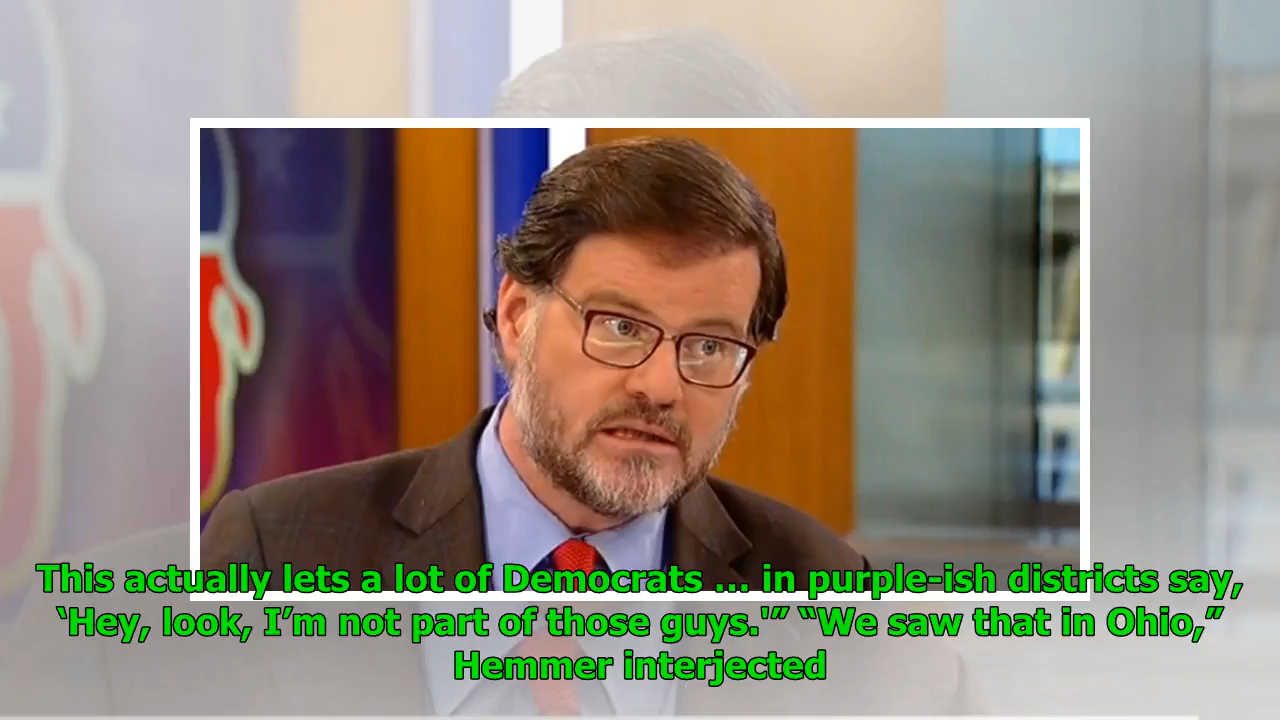 This actually lets a lot of Democrats ... in purple-ish districts say,
‘Hey, look, I’m not part of those guys.'” “We saw that in Ohio,”
Hemmer interjected